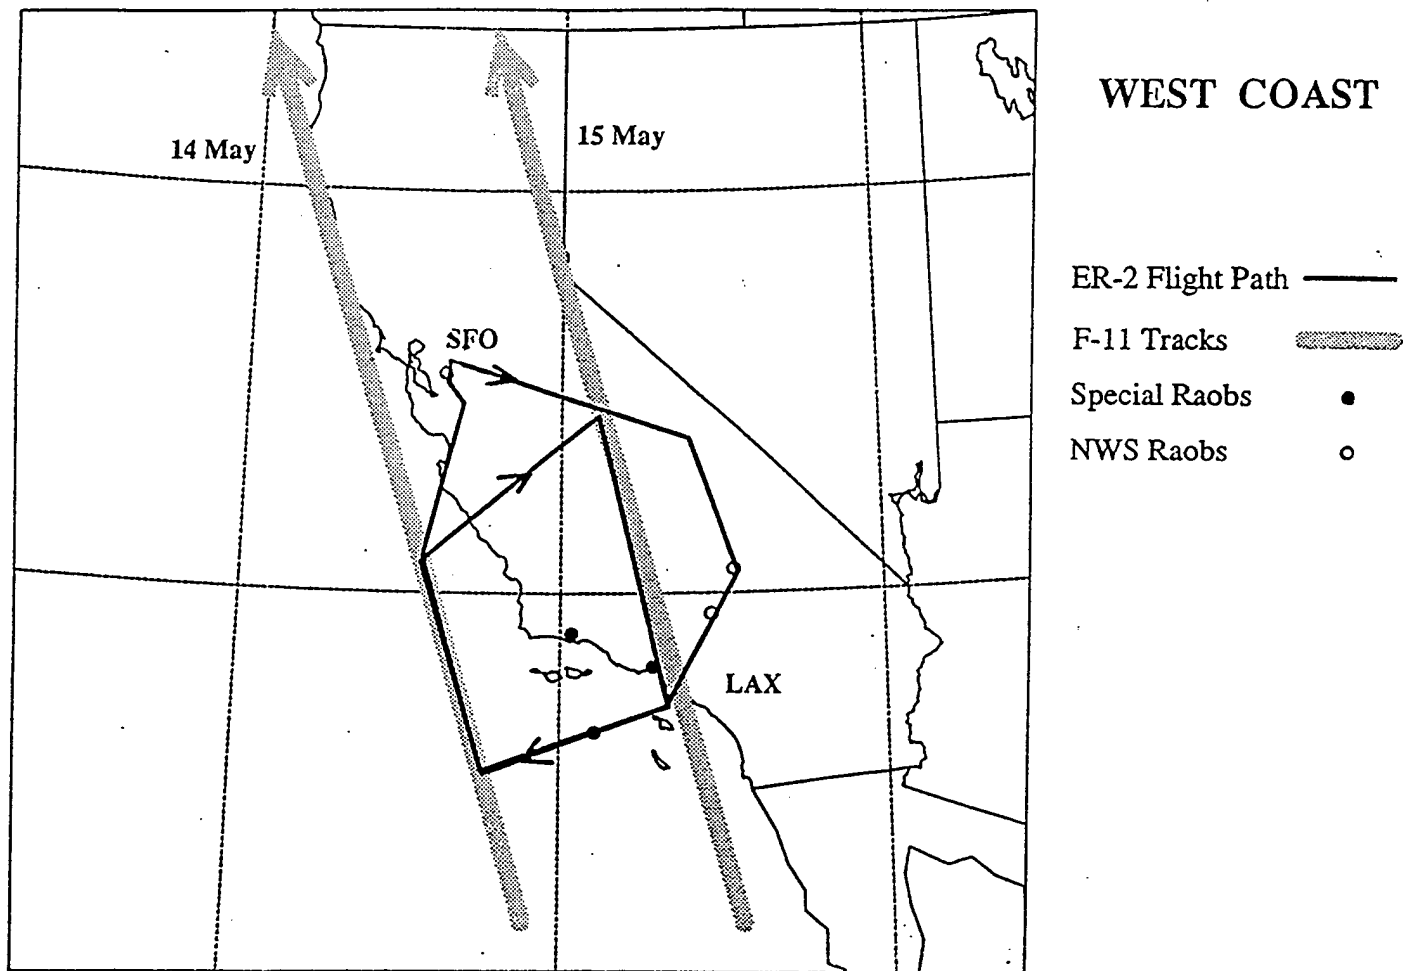 WEST COAST
14 May
15 May
ER-2 Flight Path
SFO
F-11 Tracks
Special Raobs
NWS Raobs
LAX